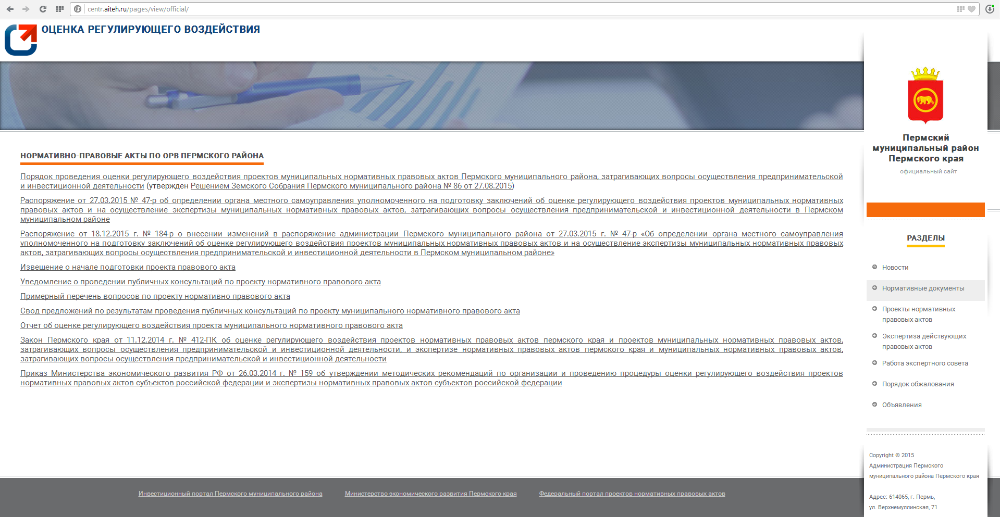 centr.aiteh.ru/pages/view/official/
ОЦЕНКА РЕГУЛИРУЮЩЕГО ВОЗДЕЙСТВИЯ
НОРМАТИВНО-ПРАВОВЫЕ АКТЫ ПО ОРВ ПЕРМСКОГО РАЙОНА
Порядок проведения оценки регулирующего воздействия проектов муниципальных нормативных правовых актов Пермского муниципального района, затрагивающих вопросы осуществления предпринимательской
и инвестиционной деятельности (утвержден Решением Земского Собрания Пермского муниципального района № 86 от 27.08.2015)
Распоряжение от 27.03.2015 № 47-р об определении органа местного самоуправления уполномоченного на подготовку заключений об оценке регулирующего воздействия проектов муниципальных нормативных
правовых актов и на осуществление экспертизы муниципальных нормативных правовых актов, затрагивающих вопросы осуществления предпринимательской и инвестиционной деятельности в Пермском
муниципальном районе
Распоряжение от 18.12.2015 г. № 184-р о внесении изменений в распоряжение администрации Пермского муниципального района от 27.03.2015 г. № 47-р «Об определении органа местного самоуправления
уполномоченного на подготовку заключений об оценке регулирующего воздействия проектов муниципальных нормативных правовых актов и на осуществление экспертизы муниципальных нормативных правовых
актов, затрагивающих вопросы осуществления предпринимательской и инвестиционной деятельности в Пермском муниципальном районе»
Извещение о начале подготовки проекта правового акта
Уведомление о проведении публичных консультаций по проекту нормативного правового акта
Примерный перечень вопросов по проекту нормативно правового акта
Свод предложений по результатам проведения публичных консультаций по проекту муниципального нормативного правового акта
Отчет об оценке регулирующего воздействия проекта муниципального нормативного правового акта
Закон Пермского края от 11.12.2014 г. № 412-ПК об оценке регулирующего воздействия проектов нормативных правовых актов пермского края и проектов муниципальных нормативных правовых актов,
затрагивающих вопросы осуществления предпринимательской и инвестиционной деятельности, и экспертизе нормативных правовых актов пермского края и муниципальных нормативных правовых актов,
затрагивающих вопросы осуществления предпринимательской и инвестиционной деятельности
Приказ Министерства экономического развития РФ от 26.03.2014 г. № 159 об утверждении методических рекомендаций по организации и проведению процедуры оценки регулирующего воздействия проектов
нормативных правовых актов субъектов российской федерации и экспертизы нормативных правовых актов субъектов российской федерации
Пермский
муниципальный район
Пермского края
официальный сайт
РАЗДЕЛЫ
Новости
Нормативные документы
Проекты нормативных
правовых актов
Экспертиза действующих
правовых актов
Работа экспертного совета
Порядок обжалования
Объявления
Copyright © 2015
Администрация Пермского
муниципального района Пермского края
Адрес: 614065, г. Пермь,
ул. Верхнемуллинская, 71
Инвестиционный портал Пермского муниципального района
Министерство экономического развития Пермского края
Федеральный портал проектов нормативных правовых актов